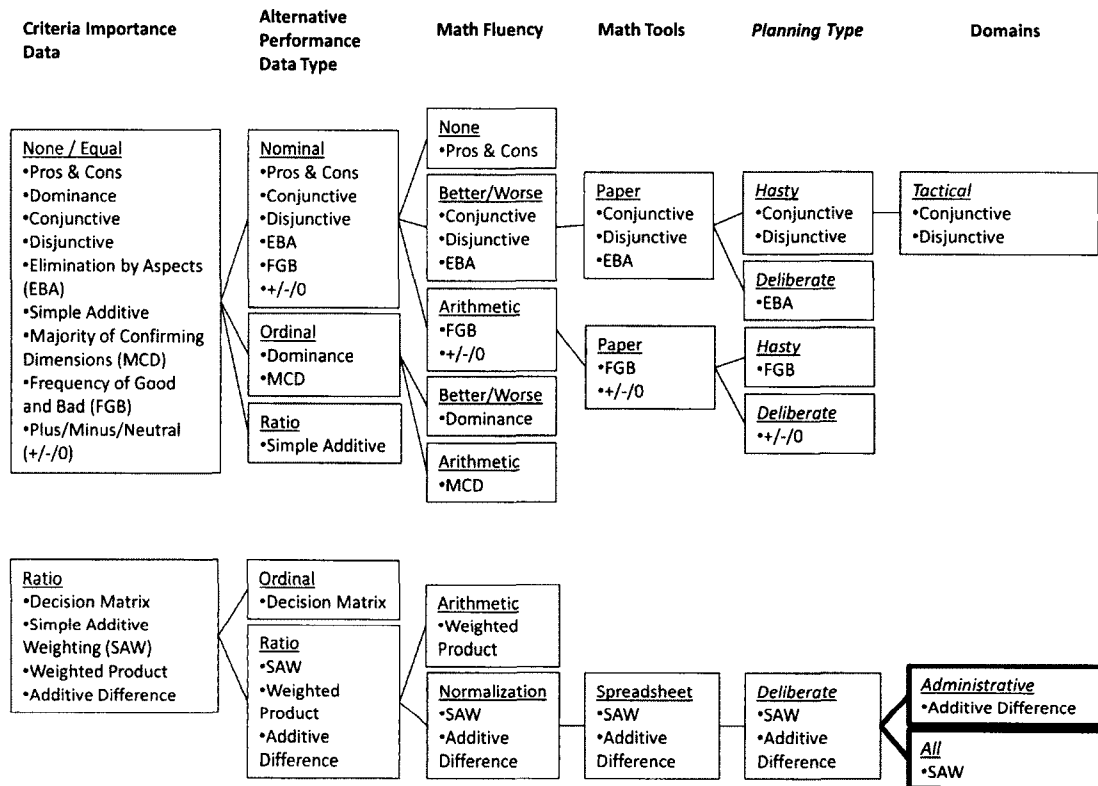 Criteria Importance
Data
Alternative
Performance
Data Type
Math Fluency
Math Tools
Planning Type
Domains
None / Equal
•Pros & Cons
•Dominance
•Conjunctive
•Disjunctive
•Elimination by Aspects
(EBA)
•Simple Additive
•Majority of Confirming
Dimensions (MCD)
•Frequency of Good
and Bad (FGB)
•Plus/Minus/Neutral
(+/-/0)
Nominal
•Pros & Cons
•Conjunctive
•Disjunctive
•EBA
•FGB
•+/-/0
Ordinal
•Dominance
•MCD
Ratio
•Simple Additive
None
•Pros & Cons
Better/Worse
•Conjunctive
•Disjunctive
•EBA
Arithmetic
•FGB
•+/-/0
Better/Worse
•Dominance
Arithmetic
•MCD
Paper
•Conjunctive
•Disjunctive
•EBA
Paper
•FGB
•+/-/0
Hasty
•Conjunctive
•Disjunctive
Deliberate
•EBA
Hasty
•FGB
Deliberate
•+/-/0
Tactical
•Conjunctive
•Disjunctive
Ratio
•Decision Matrix
•Simple Additive
Weighting (SAW)
•Weighted Product
•Additive Difference
Ordinal
•Decision Matrix
Ratio
•SAW
•Weighted
Product
•Additive
Difference
Arithmetic
•Weighted
Product
Normalization
•SAW
•Additive
Difference
Spreadsheet
•SAW
•Additive
Difference
Deliberate
•SAW
•Additive
Difference
Administrative
•Additive Difference
All
•SAW